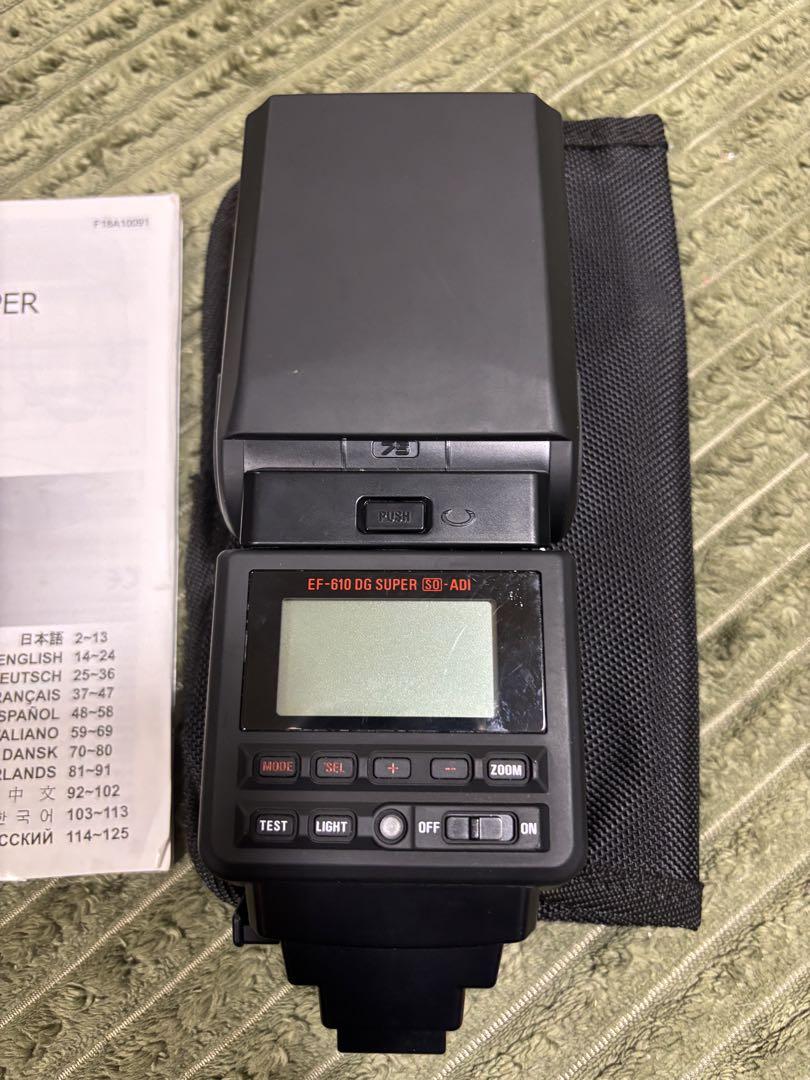 F18A10091
PER
日本語 2~13
ENGLISH 14~24
EUTSCH 25~36
RANÇAIS 37~47
SPAÑOL 48~58
TALIANO 59~69
DANSK 70~80
RLANDS 81~91
中 文 92~102
한 국 어 103~113
ССКИЙ 114~125
PUSH
EF-610 DG SUPER SO-ADI
MODE SEL + -- ZOOM
TEST LIGHT OFF ON